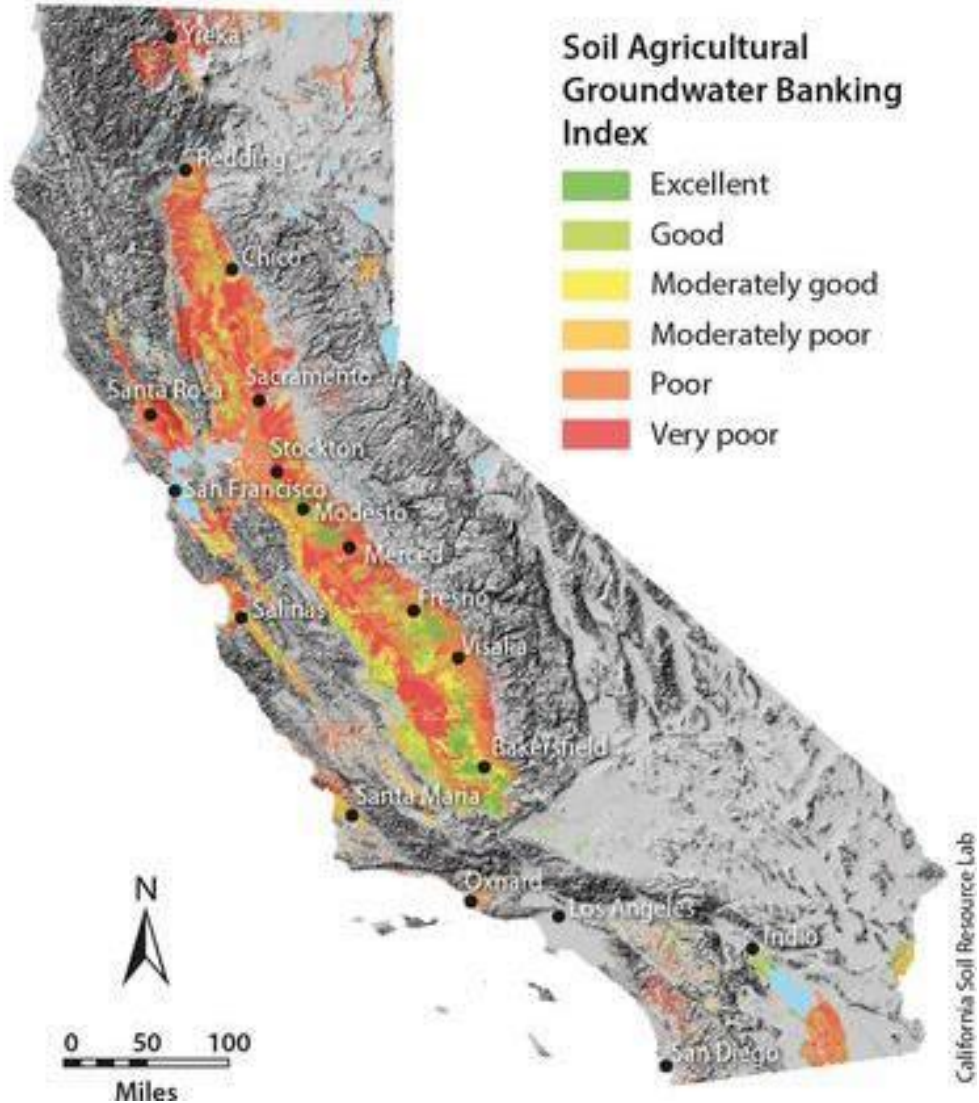 Soil Agricultural
Groundwater Banking
Index
Excellent
Good
Moderately good
Moderately poor
Poor
Very poor
Yreka
Redding
Chico
Sacramento
Santa Rosa
Stockton
San Francisco
Modesto
Merced
Fresno
Salinas
Visalia
Bakersfield
Santa Maria
Oxnard
Los Angeles
Indio
San Diego
N
0 50 100
Miles
California Soil Resource Lab